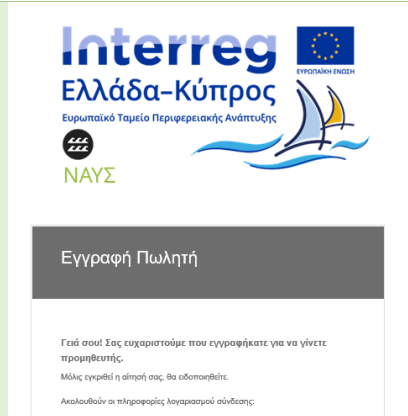 Interreg
ΕΥΡΩΠΑΪΚΗ ΕΝΩΣΗ
Ελλάδα-Κύπρος
Ευρωπαϊκό Ταμείο Περιφερειακής Ανάπτυξης
ΝΑΥΣ
Εγγραφή Πωλητή
Γειά σου! Σας ευχαριστούμε που εγγραφήκατε για να γίνετε
προμηθευτής.
Μόλις εγκριθεί η αίτησή σας, θα ειδοποιηθείτε.
Ακολουθούν οι πληροφορίες λογαριασμού σύνδεσης: